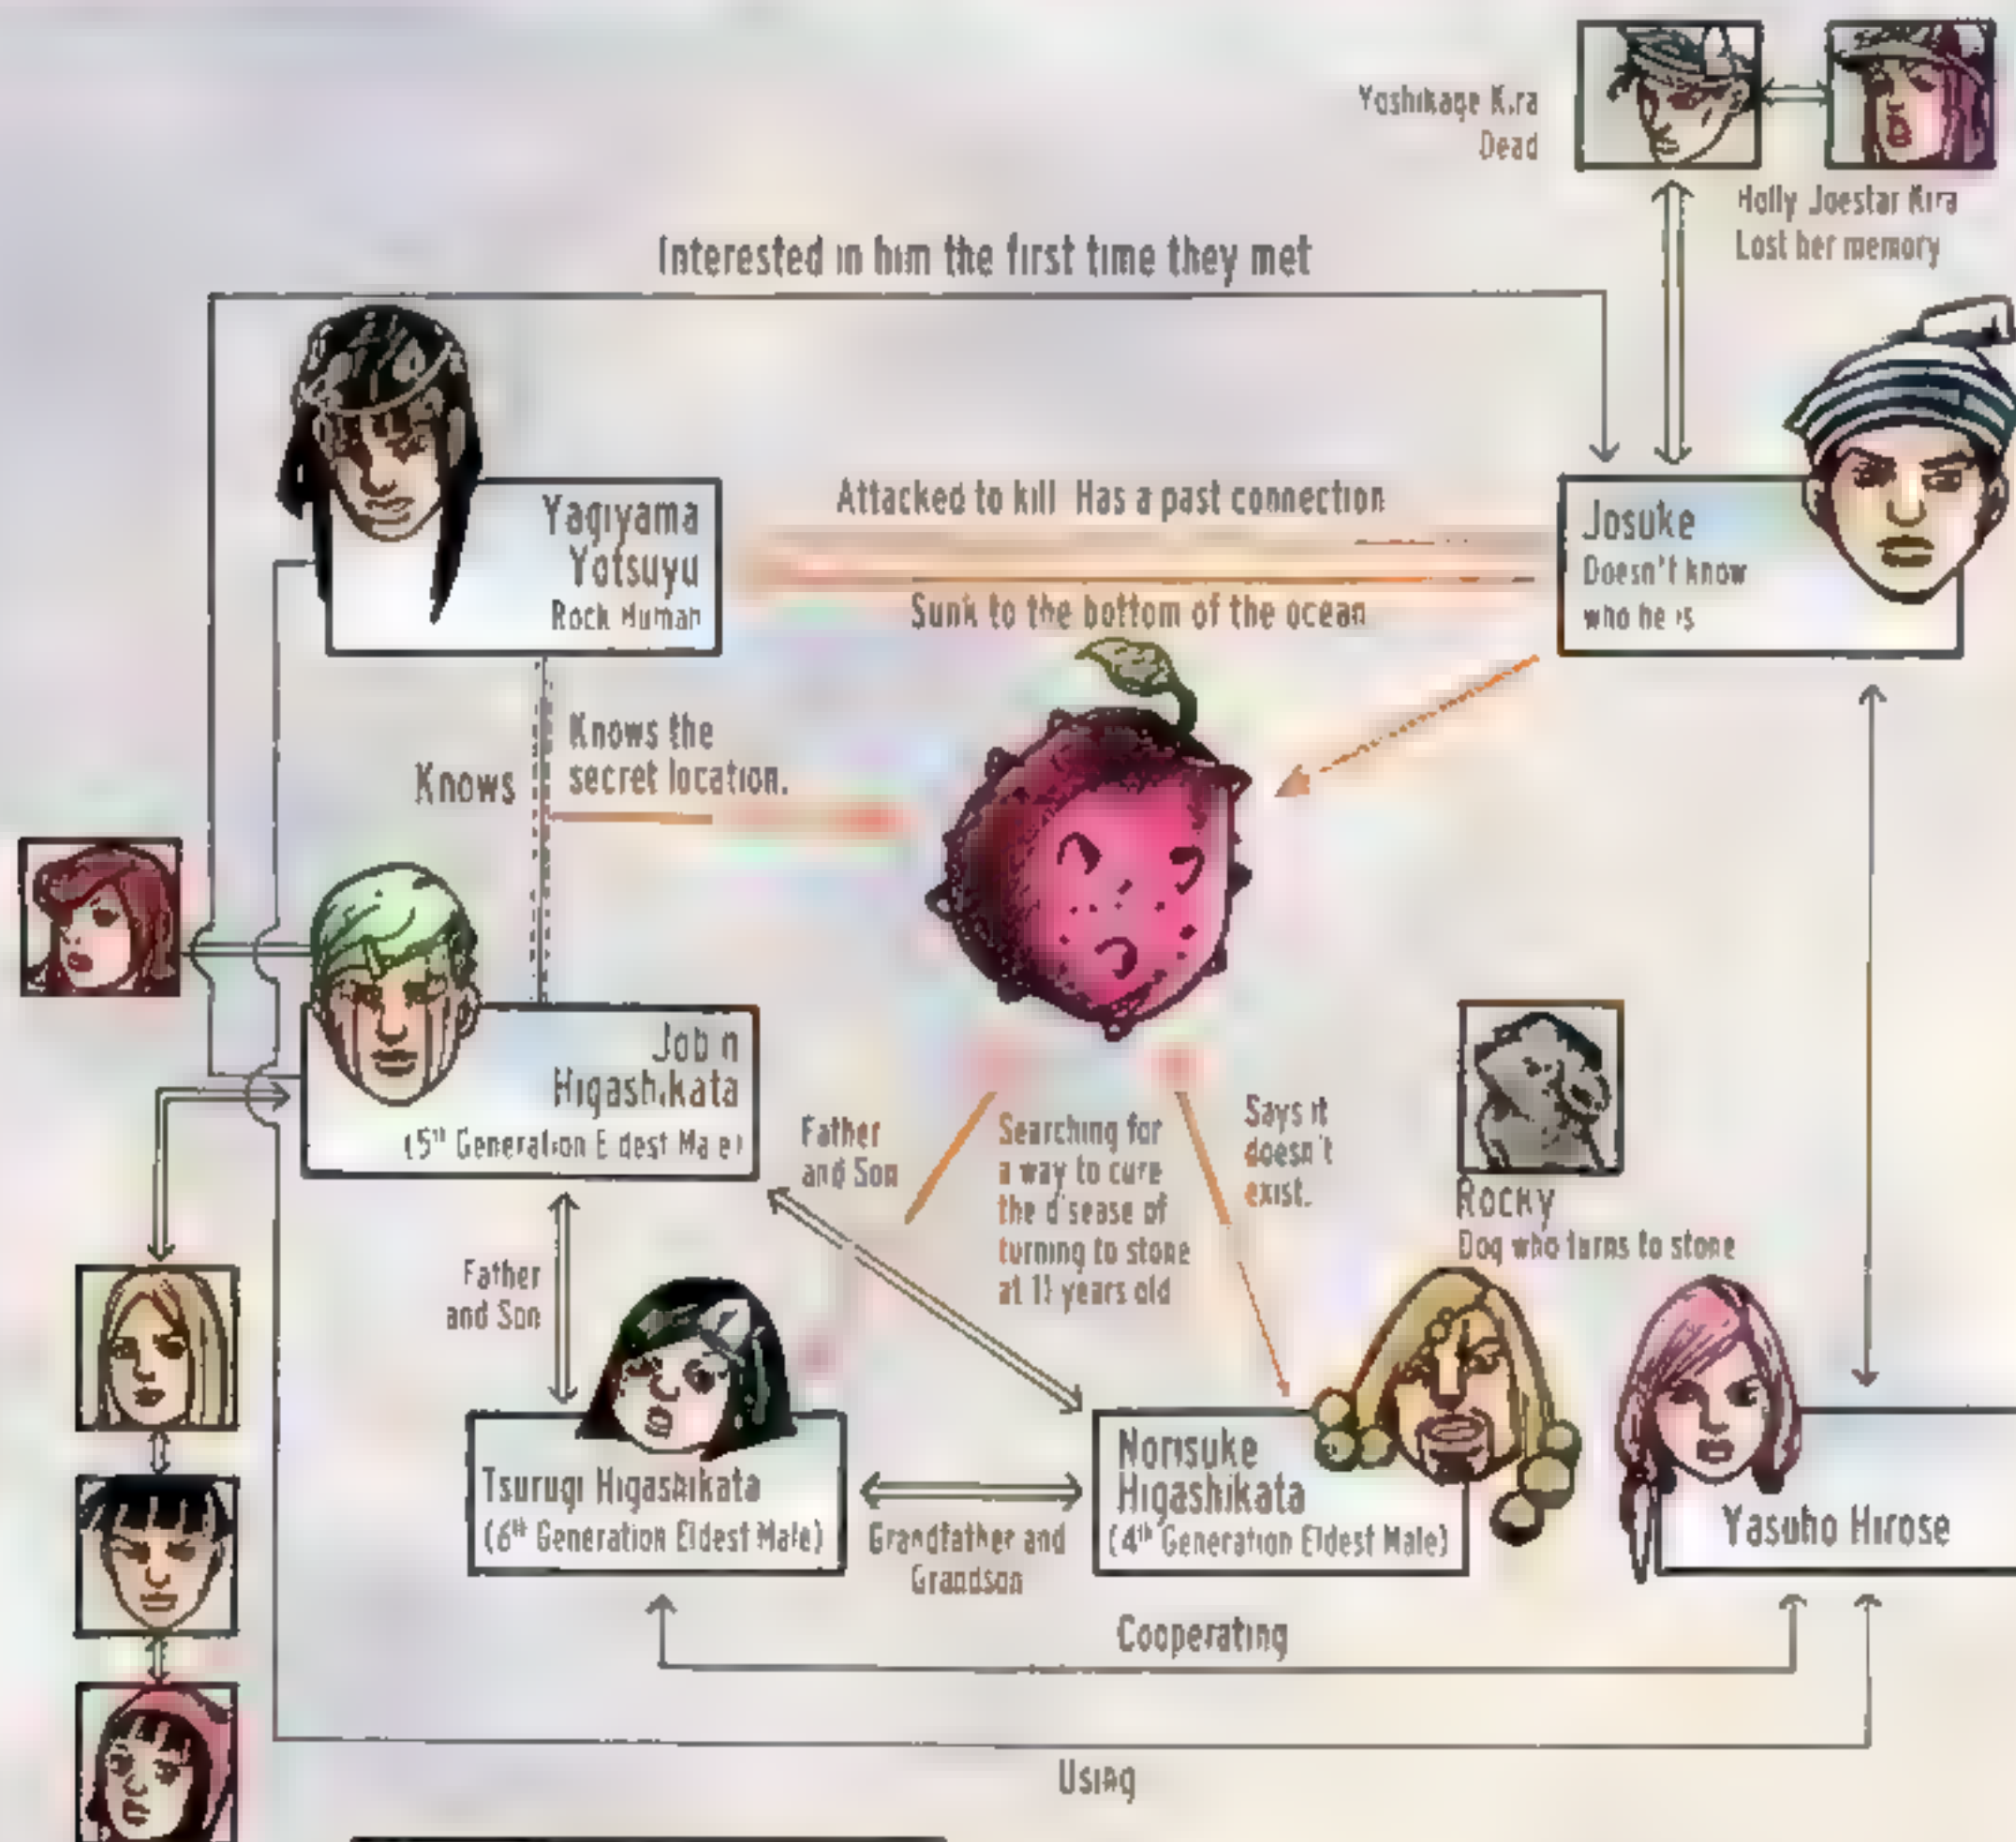 Yoshikage Kira
Dead
Holly Joestar Kira
Lost her memory
Interested in him the first time they met
Yagiyama
Yotsuyu
Rock Human
Attacked to kill Has a past connection
Sunk to the bottom of the ocean
Josuke
Doesn't know
who he is
Knows
Knows the
secret location.
Jobin
Higashikata
(5th Generation Eldest Male)
Father
and Son
Searching for
a way to cure
the disease of
turning to stone
at years old
Says it
doesn't
exist.
Rocky
Dog who turns to stone
Father
and Son
Tsurugi Higashikata
(6th Generation Eldest Male)
Grandfather and
Grandson
Norisuke
Higashikata
(4th Generation Eldest Male)
Yasuho Hirose
Cooperating
Using